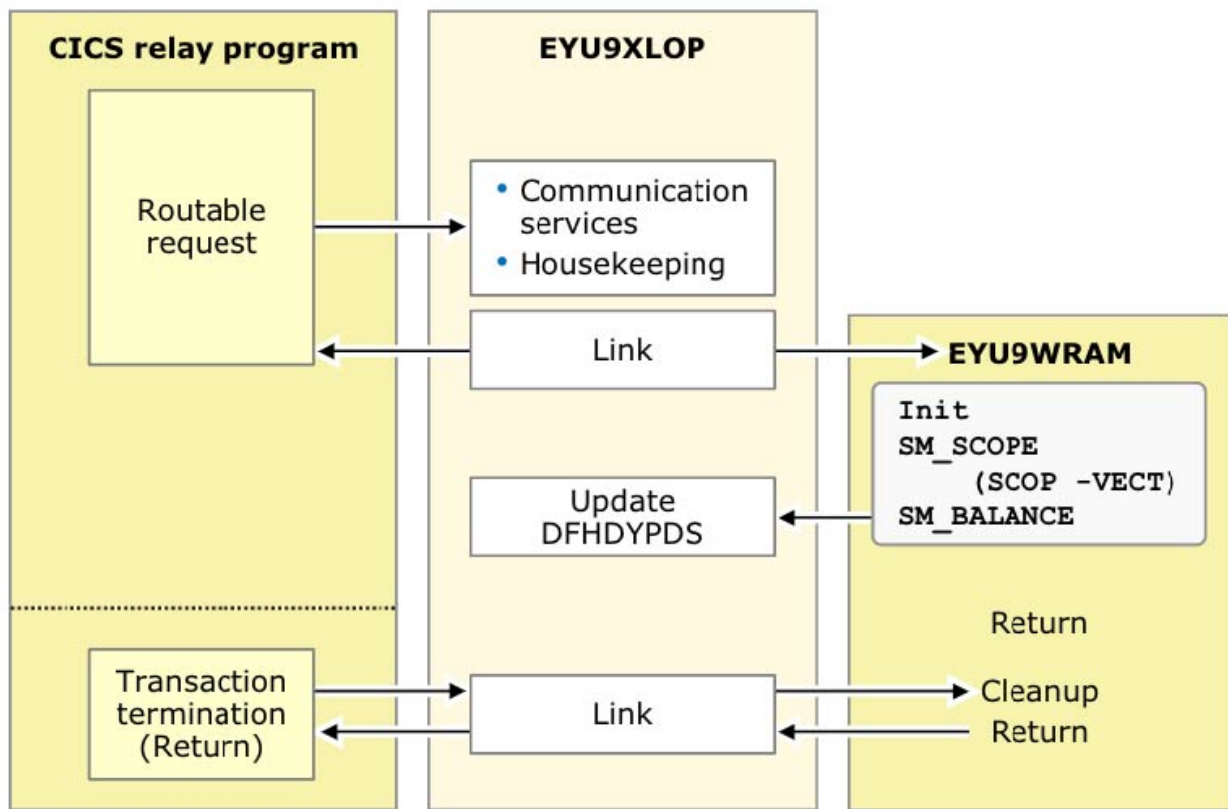 CICS relay program
Routable
request
EYU9XLOP
• Communication
services
• Housekeeping
Link
EYU9WRAM
Init
SM_SCOPE
(SCOP -VECT)
SM_BALANCE
Update
DFHDYPDS
Return
Transaction
termination
(Return)
Link
Cleanup
Return